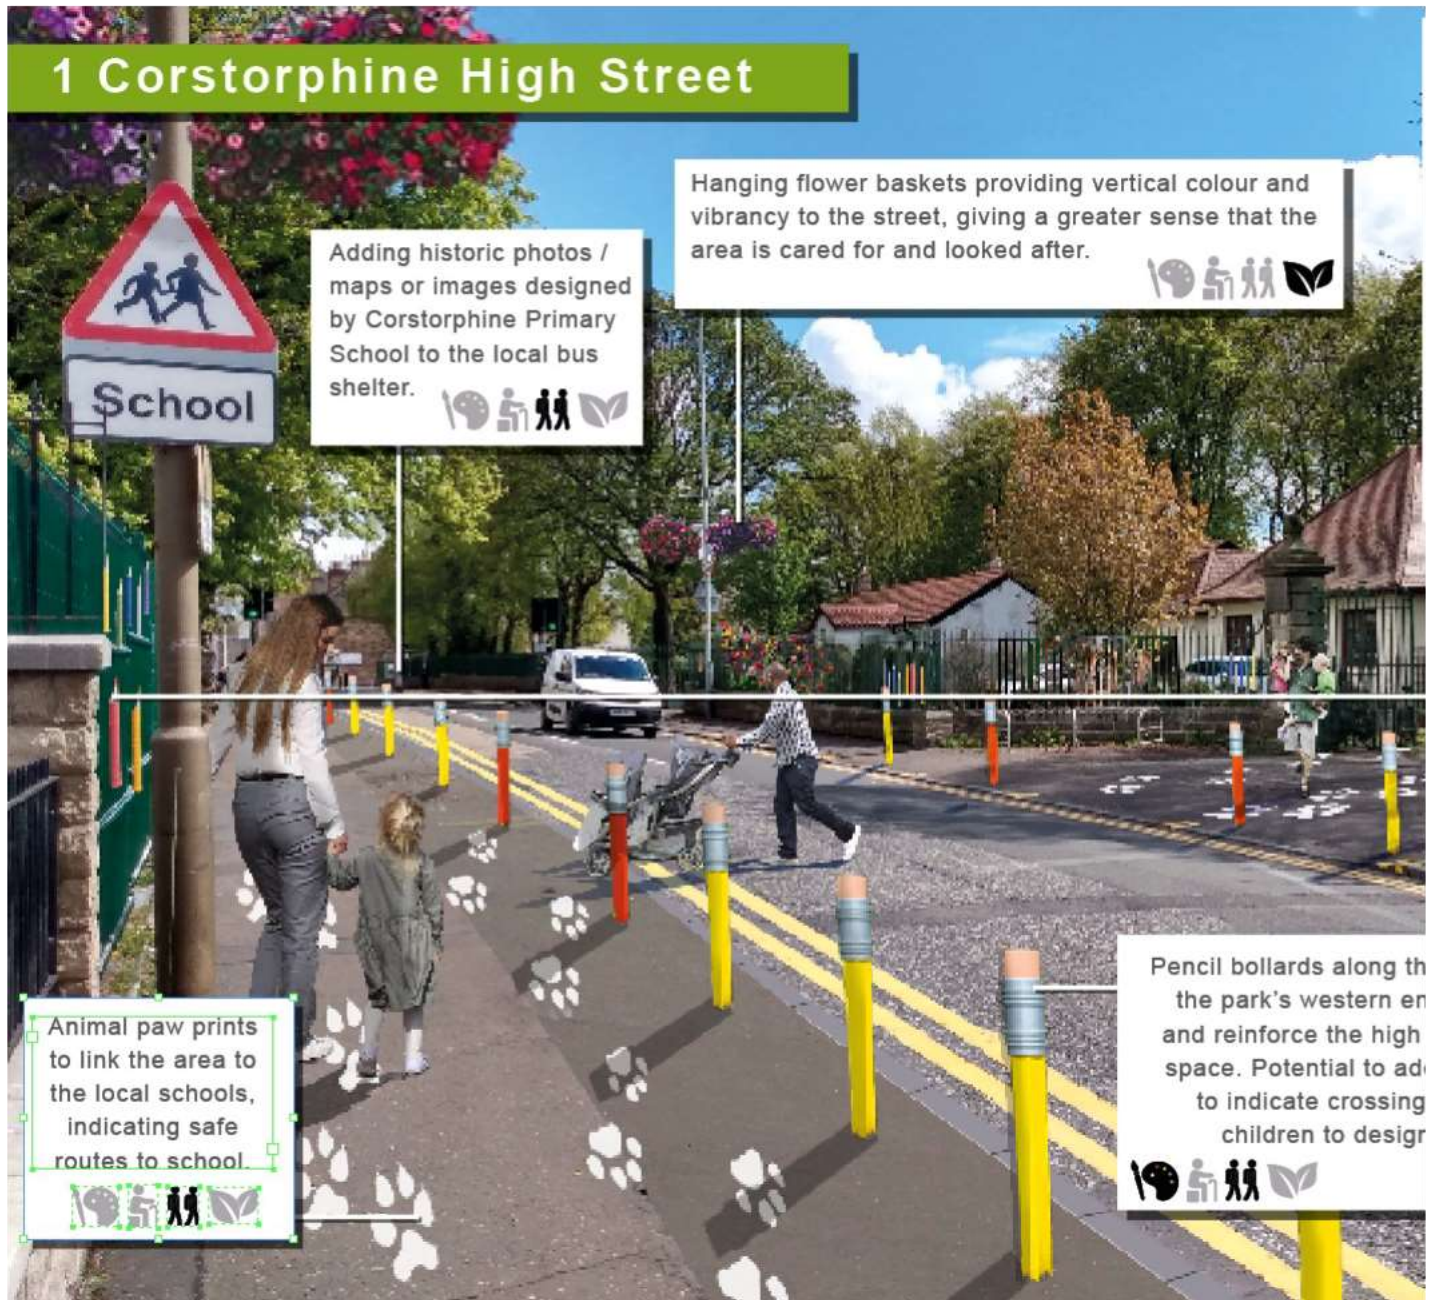 1 Corstorphine High Street
Hanging flower baskets providing vertical colour and
vibrancy to the street, giving a greater sense that the
area is cared for and looked after.
Adding historic photos /
maps or images designed
by Corstorphine Primary
School to the local bus
shelter.
School
Pencil bollards along th
the park's western en
and reinforce the high
space. Potential to ad
to indicate crossing
children to design
Animal paw prints
to link the area to
the local schools,
indicating safe
routes to school.